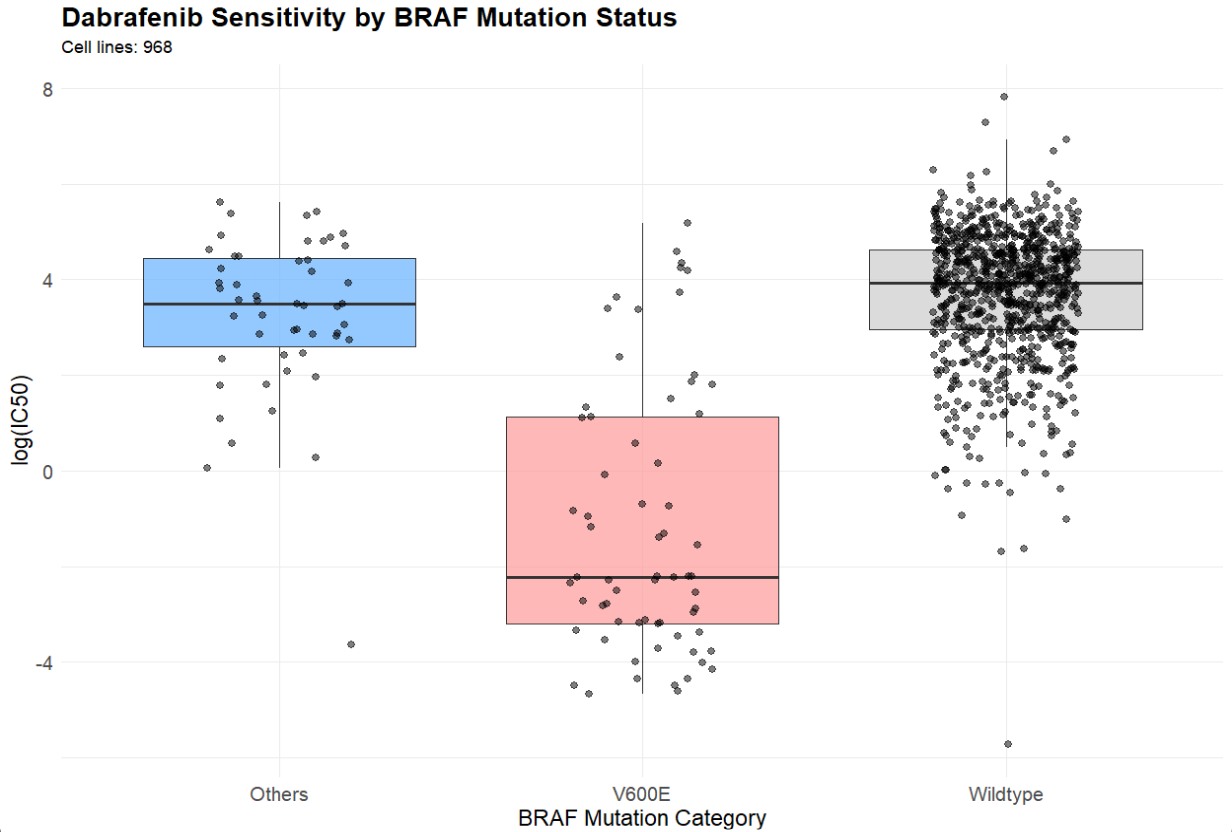 Dabrafenib Sensitivity by BRAF Mutation Status
Cell lines: 968
log(IC50)
8
4
0
-4
Others V600E Wildtype
BRAF Mutation Category